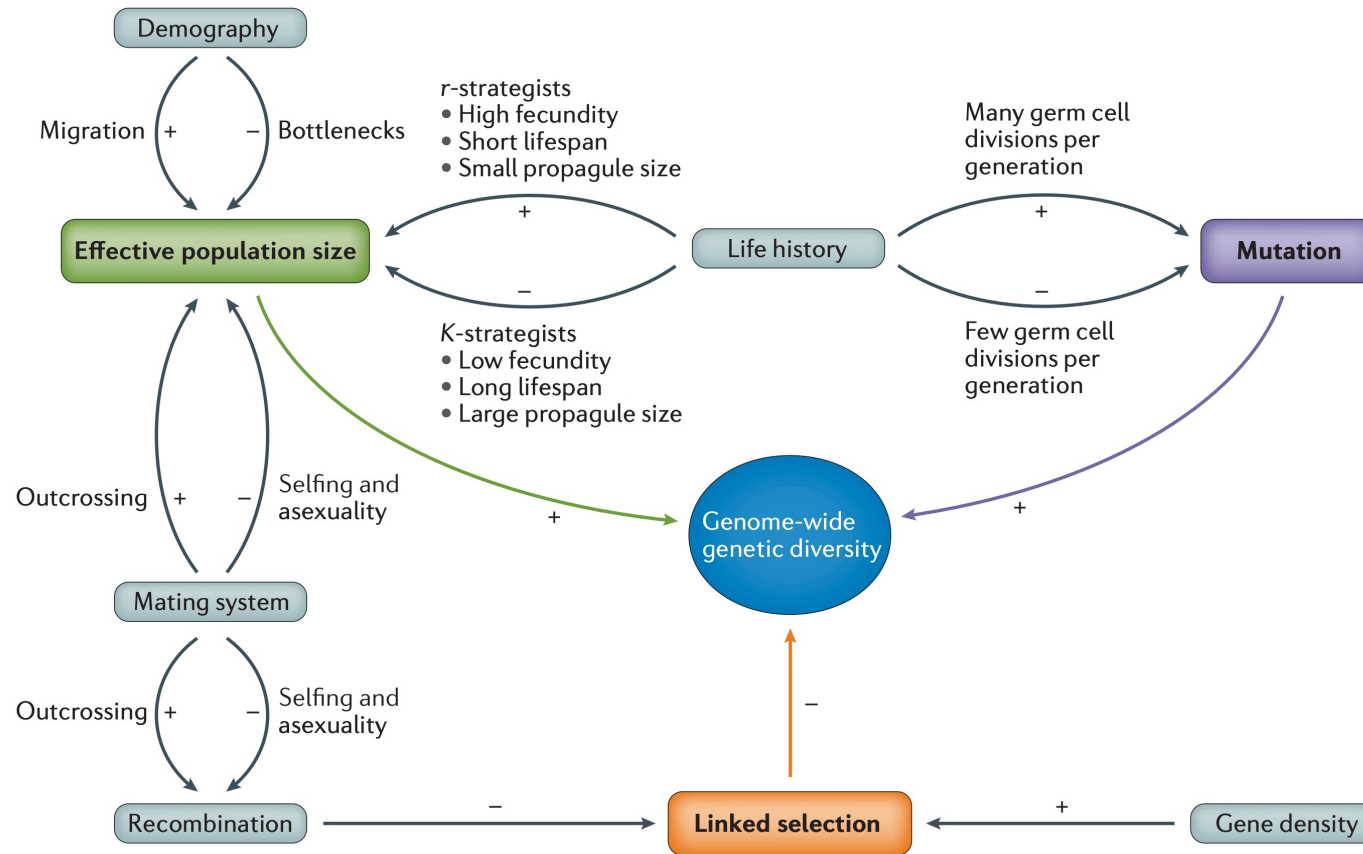 Demography
Migration
+
–
Bottlenecks
r-strategists
• High fecundity
• Short lifespan
• Small propagule size
+
Many germ cell
divisions per
generation
+
Effective population size
Life history
Mutation
–
K-strategists
• Low fecundity
• Long lifespan
• Large propagule size
–
Few germ cell
divisions per
generation
Outcrossing
+
–
Selfing and
asexuality
+
Genome-wide
genetic diversity
+
Mating system
Outcrossing
+
–
Selfing and
asexuality
–
Recombination
–
Linked selection
+
Gene density